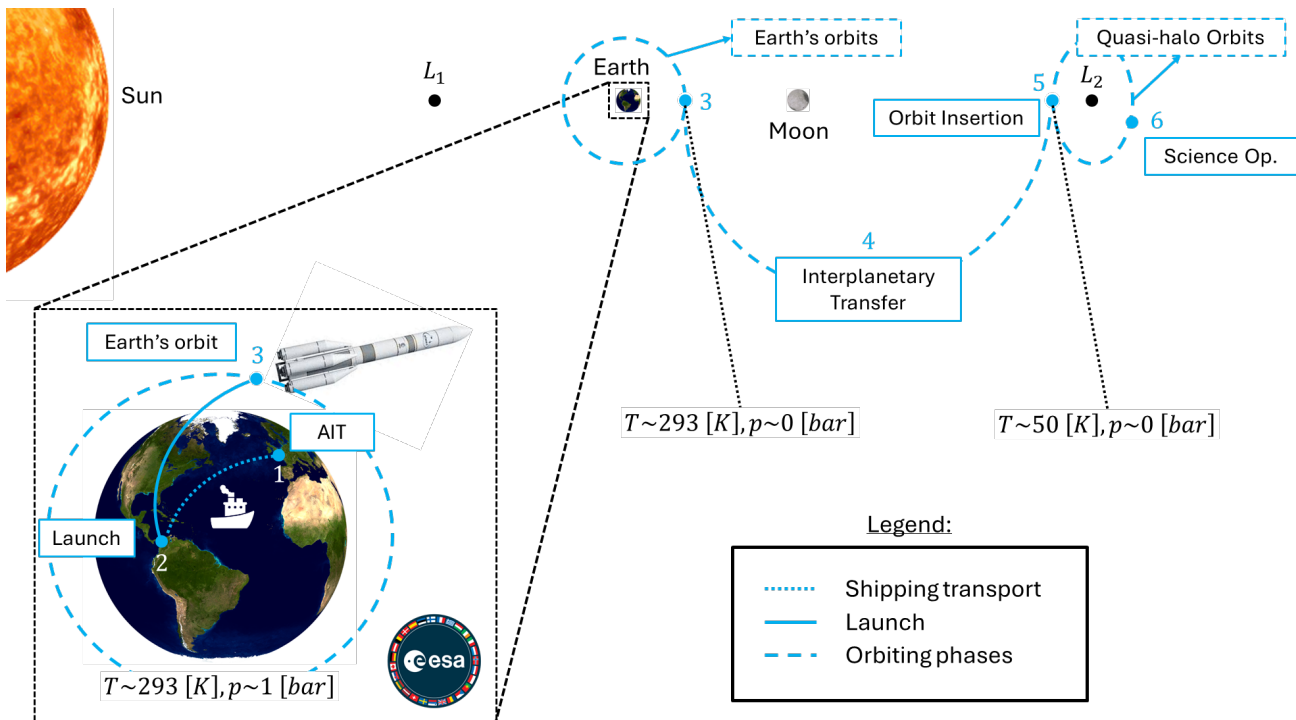 Sun
L₁
Earth
Earth's orbits
3
Moon
Quasi-halo Orbits
L₂
5
6
Orbit Insertion
Science Op.
4
Interplanetary
Transfer
T~293 [K], p~0 [bar]
T~50 [K], p~0 [bar]
Earth's orbit
3
AIT
1
Launch
2
esa
T~293 [K], p~1 [bar]
Legend:
Shipping transport
Launch
Orbiting phases